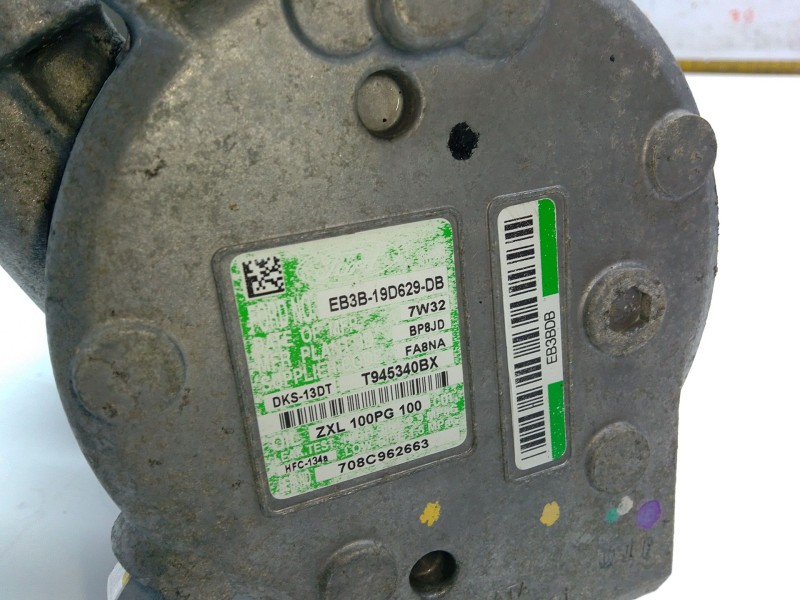 EB3B-19D629-DB
7W32
BP8JD
FA8NA
T945340BX
DKS-13DT
ZXL 100PG 100
HFC-134a
708C962663
EB3BDB